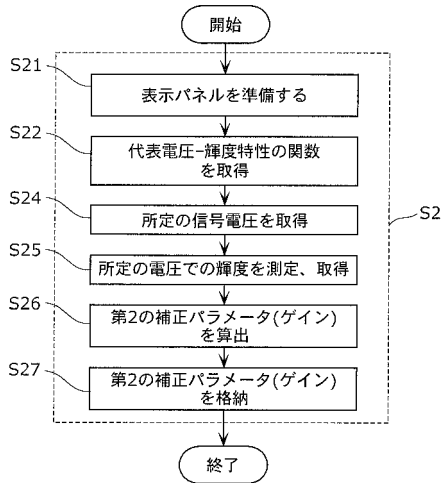 開始
S21
表示パネルを準備する
S22
代表電圧-輝度特性の関数
を取得
S24
所定の信号電圧を取得
S2
S25
所定の電圧での輝度を測定、取得
S26
第2の補正パラメータ(ゲイン)
を算出
S27
第2の補正パラメータ(ゲイン)
を格納
終了